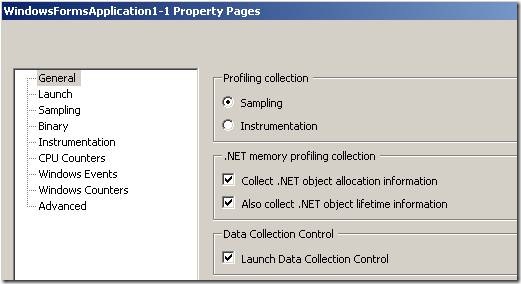 WindowsFormsApplication1-1 Property Pages
General
Launch
Sampling
Binary
Instrumentation
CPU Counters
Windows Events
Windows Counters
Advanced
Profiling collection
Sampling
Instrumentation
.NET memory profiling collection
Collect .NET object allocation information
Also collect .NET object lifetime information
Data Collection Control
Launch Data Collection Control